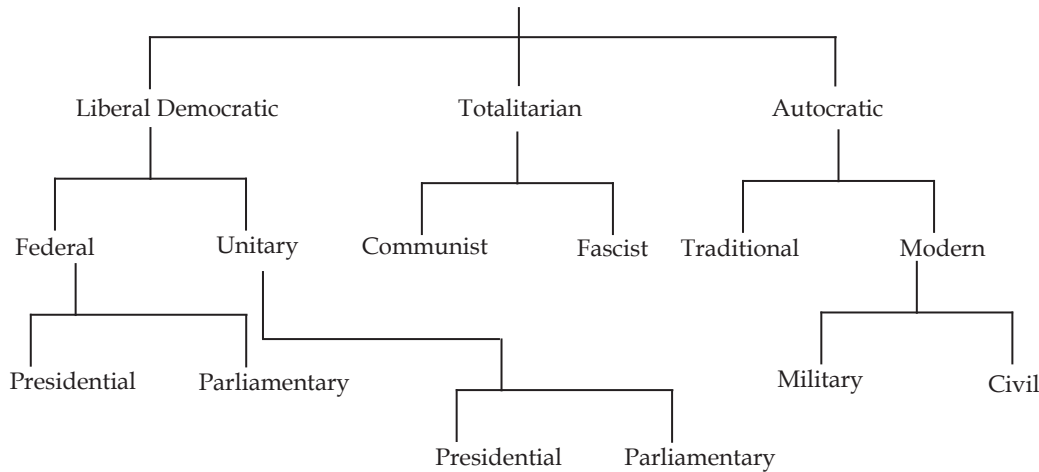 Liberal Democratic Totalitarian Autocratic
Federal Unitary Communist Fascist Traditional Modern
Presidential Parliamentary Military Civil
Presidential Parliamentary